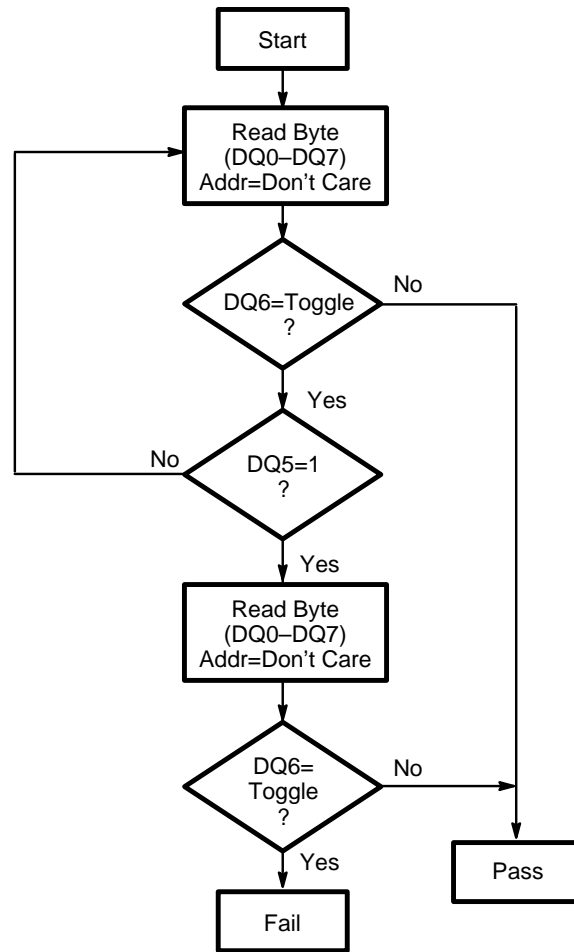 Start
Read Byte
(DQ0–DQ7)
Addr=Don't Care
DQ6=Toggle
?
No
Yes
No
DQ5=1
?
Yes
Read Byte
(DQ0–DQ7)
Addr=Don't Care
DQ6=
Toggle
?
No
Yes
Pass
Fail